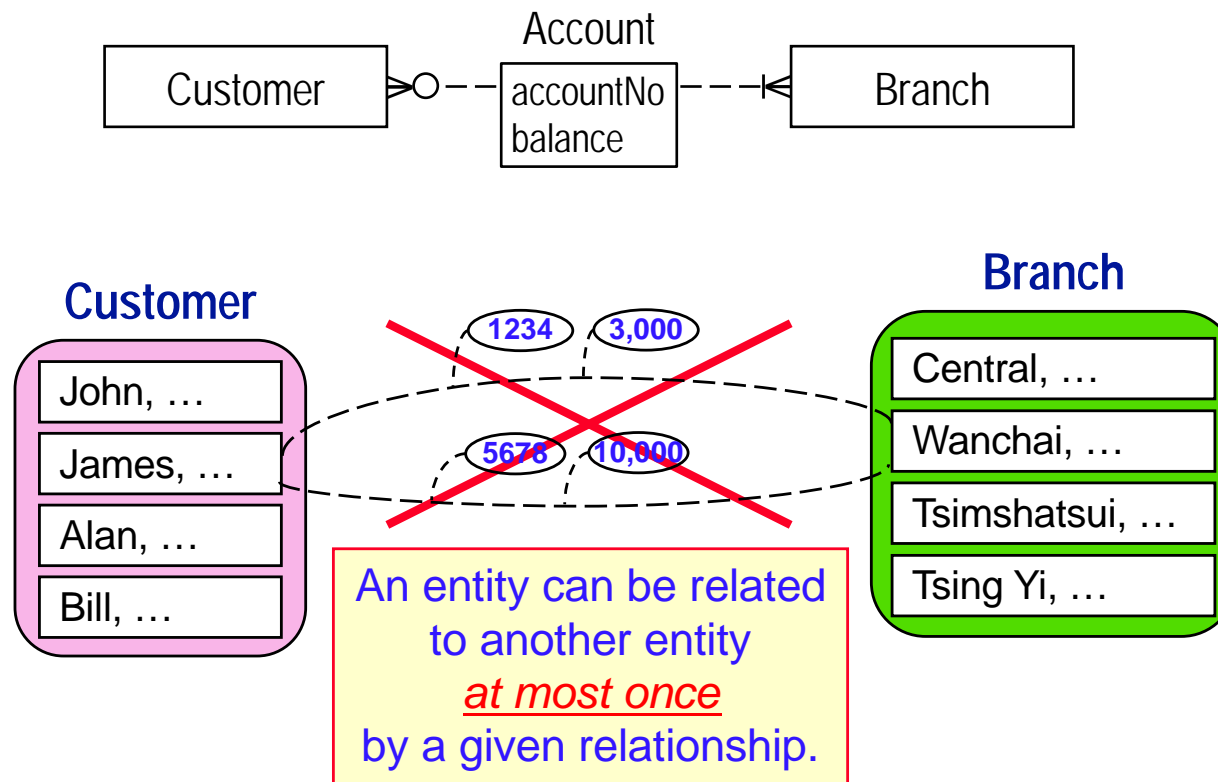 Account
Customer
accountNo
balance
Branch
Customer
Branch
1234
3,000
John, …
James, …
Alan, …
Bill, …
5678
10,000
Central, …
Wanchai, …
Tsimshatsui, …
Tsing Yi, …
An entity can be related
to another entity
at most once
by a given relationship.